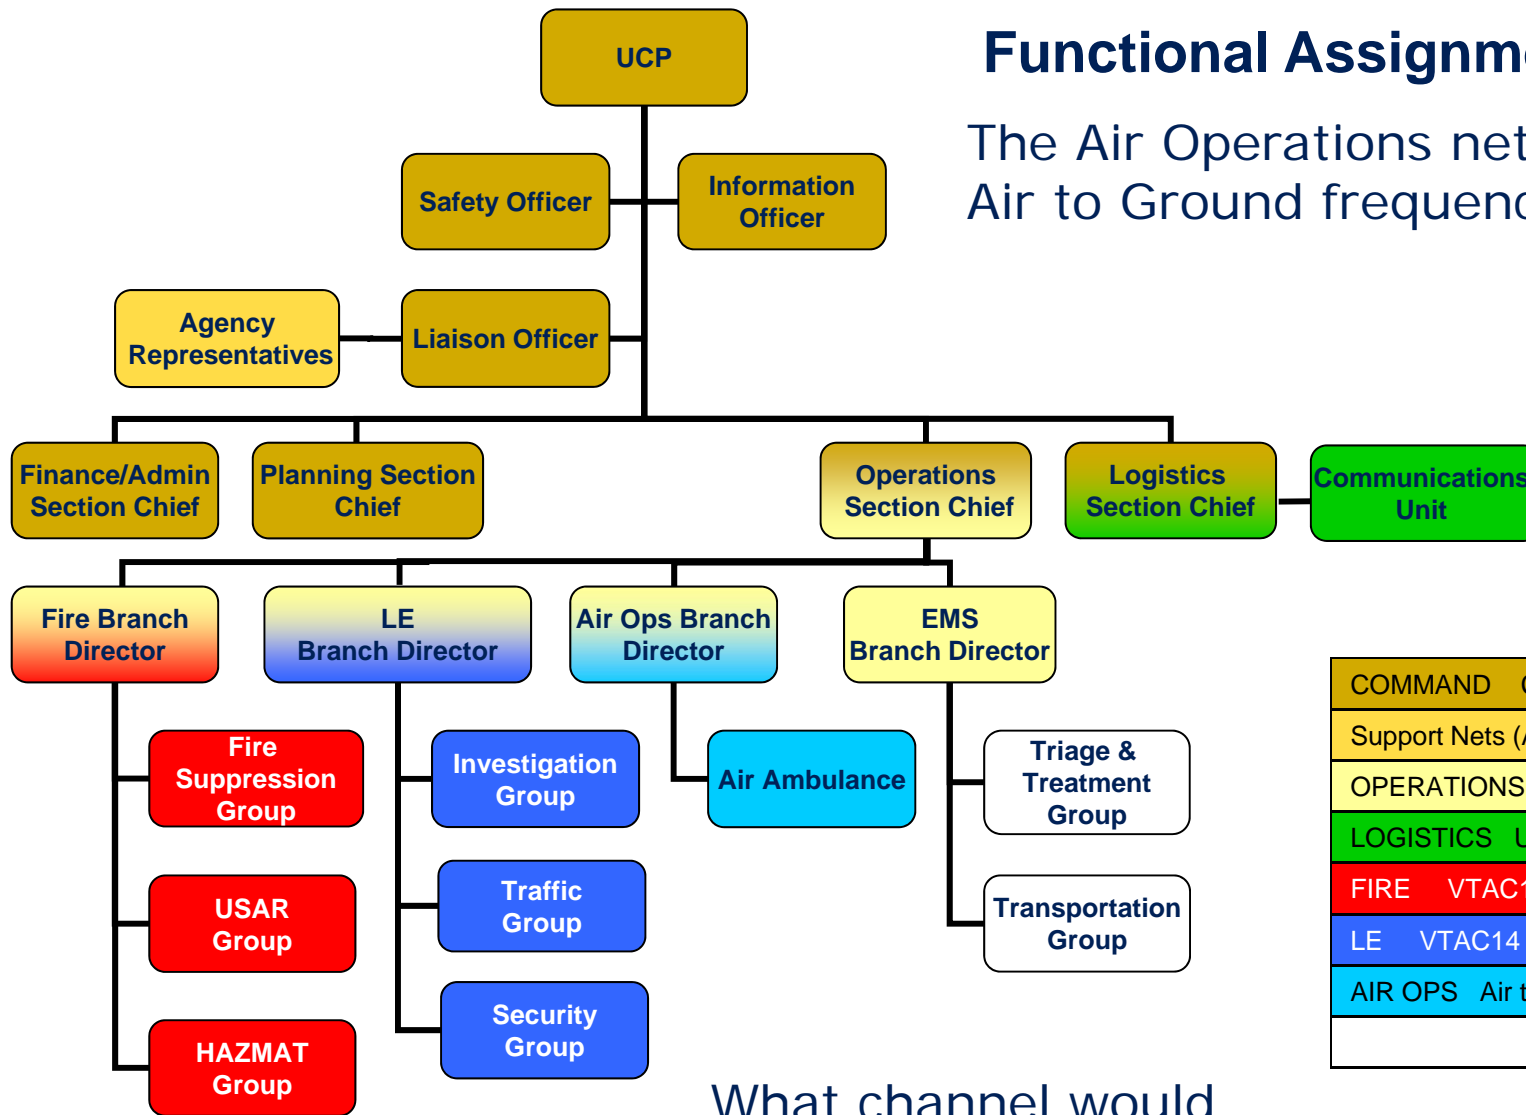 UCP
Functional Assignm
The Air Operations net
Air to Ground frequenc
Safety Officer
Information
Officer
Agency
Representatives
Liaison Officer
Finance/Admin
Section Chief
Planning Section
Chief
Operations
Section Chief
Logistics
Section Chief
Communications
Unit
Fire Branch
Director
LE
Branch Director
Air Ops Branch
Director
EMS
Branch Director
Fire
Suppression
Group
Investigation
Group
Air Ambulance
Triage &
Treatment
Group
USAR
Group
Traffic
Group
Transportation
Group
HAZMAT
Group
Security
Group
COMMAND
Support Nets (A
OPERATIONS
LOGISTICS U
FIRE VTAC1
LE VTAC14
AIR OPS Air t
What channel would